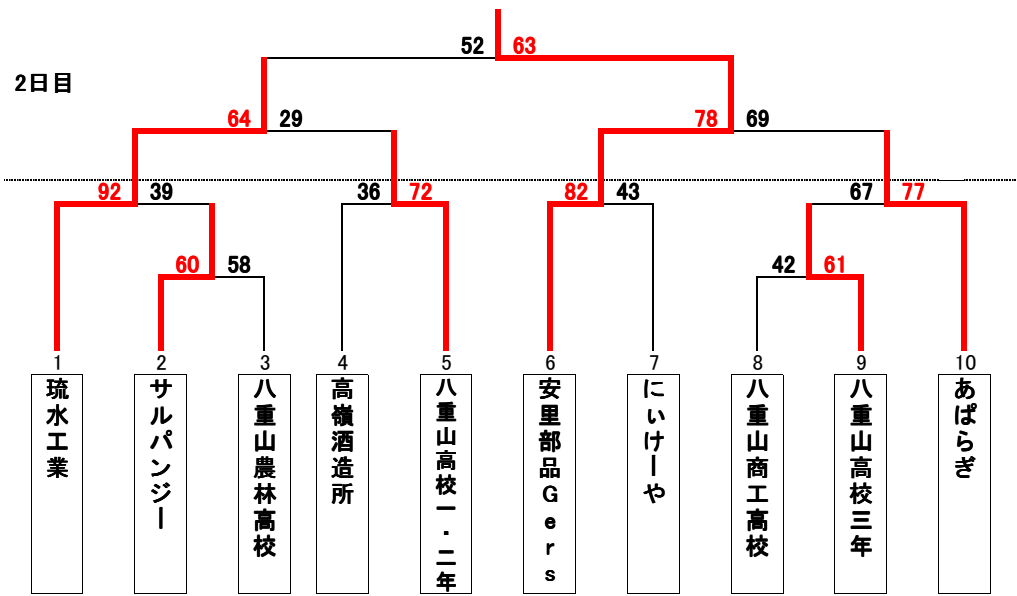 52 63
2日目
64 29 78 69
92 39 36 72 82 43 67 77
60 58 42 61
1 2 3 4 5 6 7 8 9 10
琉水工業
サルパンジー
八重山農林高校
高嶺酒造所
八重山高校一・二年
安里部品Gers
にぃけーや
八重山商工高校
八重山高校三年
あぱらぎ